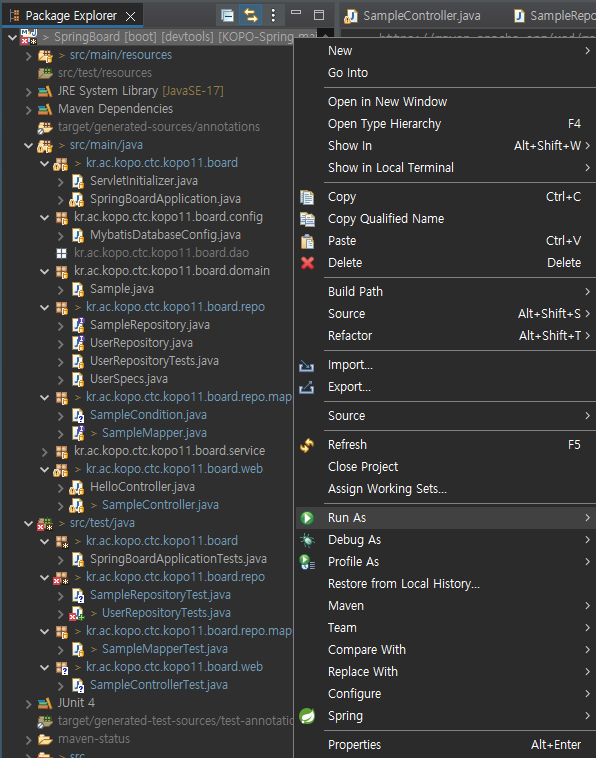 Package Explorer
SampleController.java
SampleRepo
> SpringBoard [boot] [devtools] [KOPO-Spring
> src/main/resources
src/test/resources
JRE System Library [JavaSE-17]
Maven Dependencies
target/generated-sources/annotations
> src/main/java
> kr.ac.kopo.ctc.kopo11.board
ServletInitializer.java
SpringBoardApplication.java
kr.ac.kopo.ctc.kopo11.board.config
MybatisDatabaseConfig.java
kr.ac.kopo.ctc.kopo11.board.dao
kr.ac.kopo.ctc.kopo11.board.domain
Sample.java
> kr.ac.kopo.ctc.kopo11.board.repo
SampleRepository.java
UserRepository.java
UserRepositoryTests.java
UserSpecs.java
> kr.ac.kopo.ctc.kopo11.board.repo.map
SampleCondition.java
> SampleMapper.java
kr.ac.kopo.ctc.kopo11.board.service
> kr.ac.kopo.ctc.kopo11.board.web
HelloController.java
> SampleController.java
> src/test/java
> kr.ac.kopo.ctc.kopo11.board
SpringBoardApplicationTests.java
> kr.ac.kopo.ctc.kopo11.board.repo
SampleRepositoryTest.java
> UserRepositoryTests.java
> kr.ac.kopo.ctc.kopo11.board.repo.map
> SampleMapperTest.java
> kr.ac.kopo.ctc.kopo11.board.web
SampleControllerTest.java
JUnit 4
target/generated-test-sources/test-annotatio
maven-status
> src
New
Go Into
Open in New Window
Open Type Hierarchy F4
Show In Alt+Shift+W
Show in Local Terminal
Copy Ctrl+C
Copy Qualified Name
Paste Ctrl+V
Delete Delete
Build Path
Source Alt+Shift+S
Refactor Alt+Shift+T
Import...
Export...
Source
Refresh F5
Close Project
Assign Working Sets...
Run As
Debug As
Profile As
Restore from Local History...
Maven
Team
Compare With
Replace With
Configure
Spring
Properties Alt+Enter